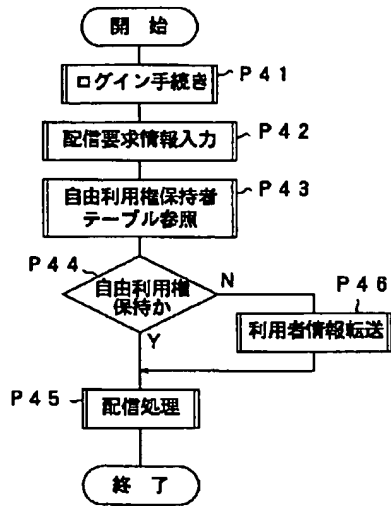 開 始
ログイン手続き
P41
配信要求情報入力
P42
自由利用権保持者
テーブル参照
P43
P44
自由利用権
保持か
N
Y
P46
利用者情報転送
P45
配信処理
終 了